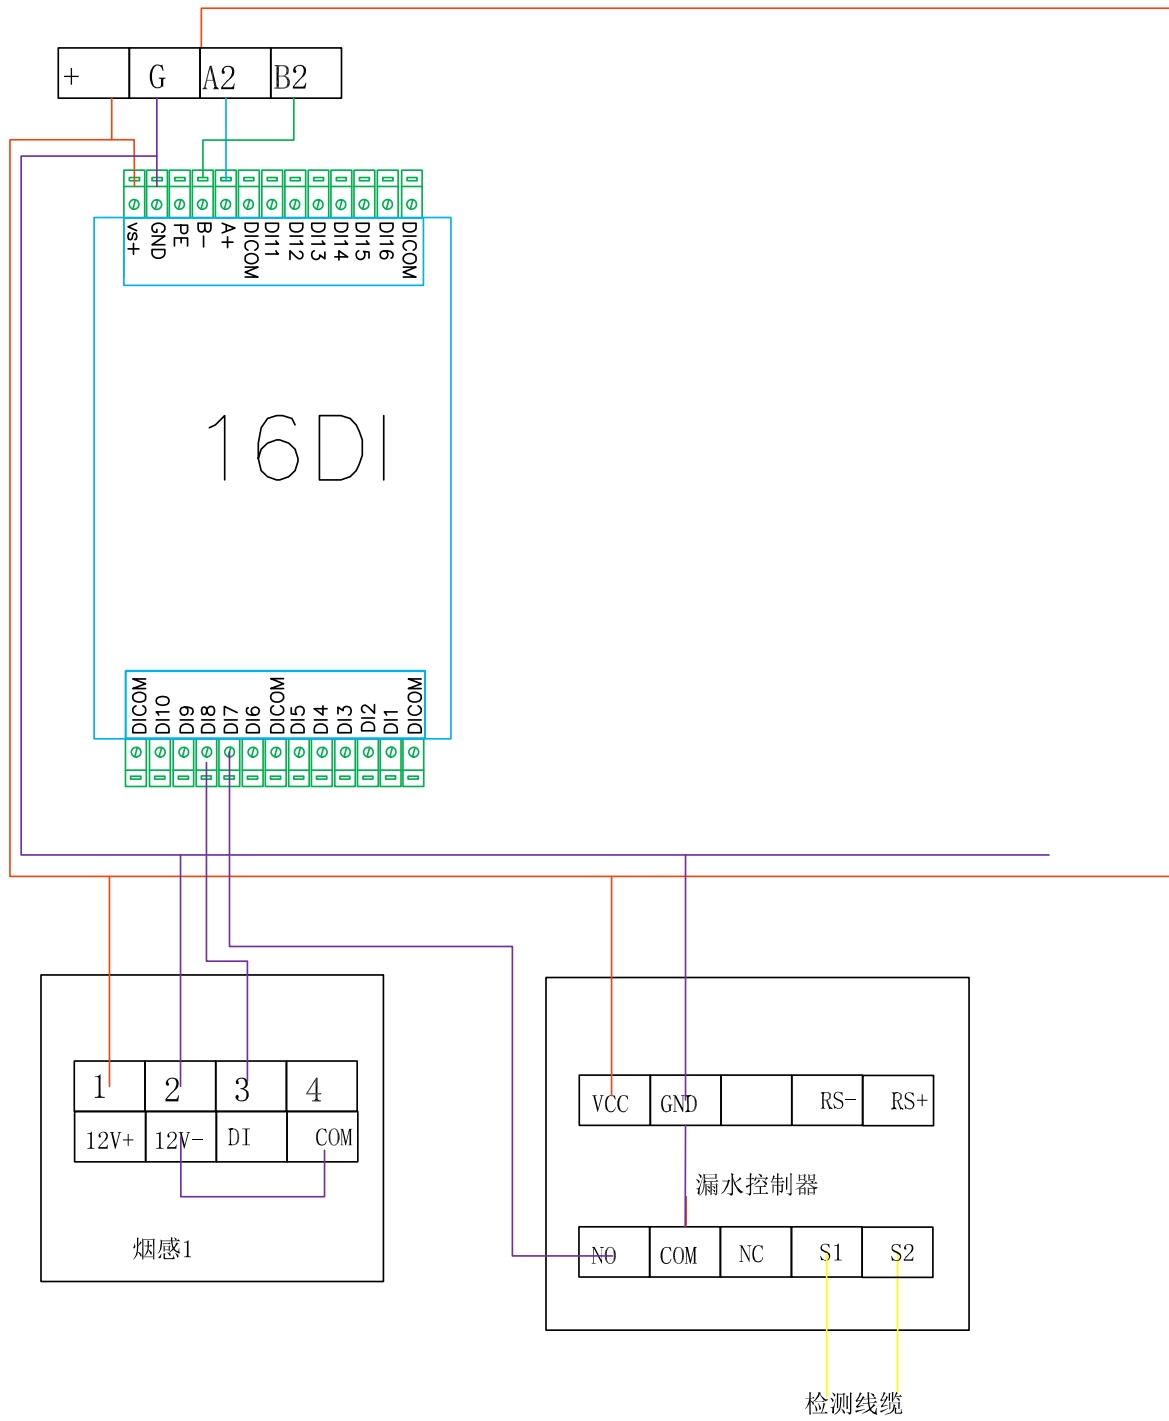 + G A2 B2
vs+ GND PE B- A+ DICOM DI11 DI12 DI13 DI14 DI15 DI16 DICOM
16DI
DICOM DI10 DI9 DI8 DI7 DI6 DICOM DI5 DI4 DI3 DI2 DI1 DICOM
1 2 3 4
12V+ 12V- DI COM
烟感1
VCC GND RS- RS+
漏水控制器
NO COM NC S1 S2
检测线缆